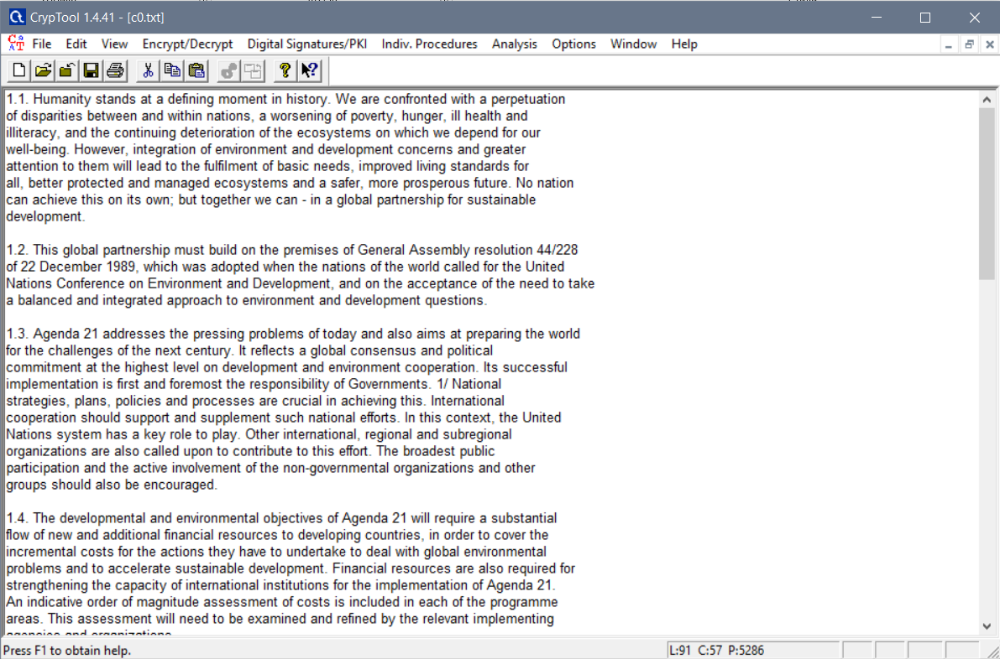 CrypTool 1.4.41 - [c0.txt]
File Edit View Encrypt/Decrypt Digital Signatures/PKI Indiv. Procedures Analysis Options Window Help
1.1. Humanity stands at a defining moment in history. We are confronted with a perpetuation
of disparities between and within nations, a worsening of poverty, hunger, ill health and
illiteracy, and the continuing deterioration of the ecosystems on which we depend for our
well-being. However, integration of environment and development concerns and greater
attention to them will lead to the fulfilment of basic needs, improved living standards for
all, better protected and managed ecosystems and a safer, more prosperous future. No nation
can achieve this on its own; but together we can - in a global partnership for sustainable
development.
1.2. This global partnership must build on the premises of General Assembly resolution 44/228
of 22 December 1989, which was adopted when the nations of the world called for the United
Nations Conference on Environment and Development, and on the acceptance of the need to take
a balanced and integrated approach to environment and development questions.
1.3. Agenda 21 addresses the pressing problems of today and also aims at preparing the world
for the challenges of the next century. It reflects a global consensus and political
commitment at the highest level on development and environment cooperation. Its successful
implementation is first and foremost the responsibility of Governments. 1/ National
strategies, plans, policies and processes are crucial in achieving this. International
cooperation should support and supplement such national efforts. In this context, the United
Nations system has a key role to play. Other international, regional and subregional
organizations are also called upon to contribute to this effort. The broadest public
participation and the active involvement of the non-governmental organizations and other
groups should also be encouraged.
1.4. The developmental and environmental objectives of Agenda 21 will require a substantial
flow of new and additional financial resources to developing countries, in order to cover the
incremental costs for the actions they have to undertake to deal with global environmental
problems and to accelerate sustainable development. Financial resources are also required for
strengthening the capacity of international institutions for the implementation of Agenda 21.
An indicative order of magnitude assessment of costs is included in each of the programme
areas. This assessment will need to be examined and refined by the relevant implementing
agencies and organizations.
Press F1 to obtain help.
L:91 C:57 P:5286